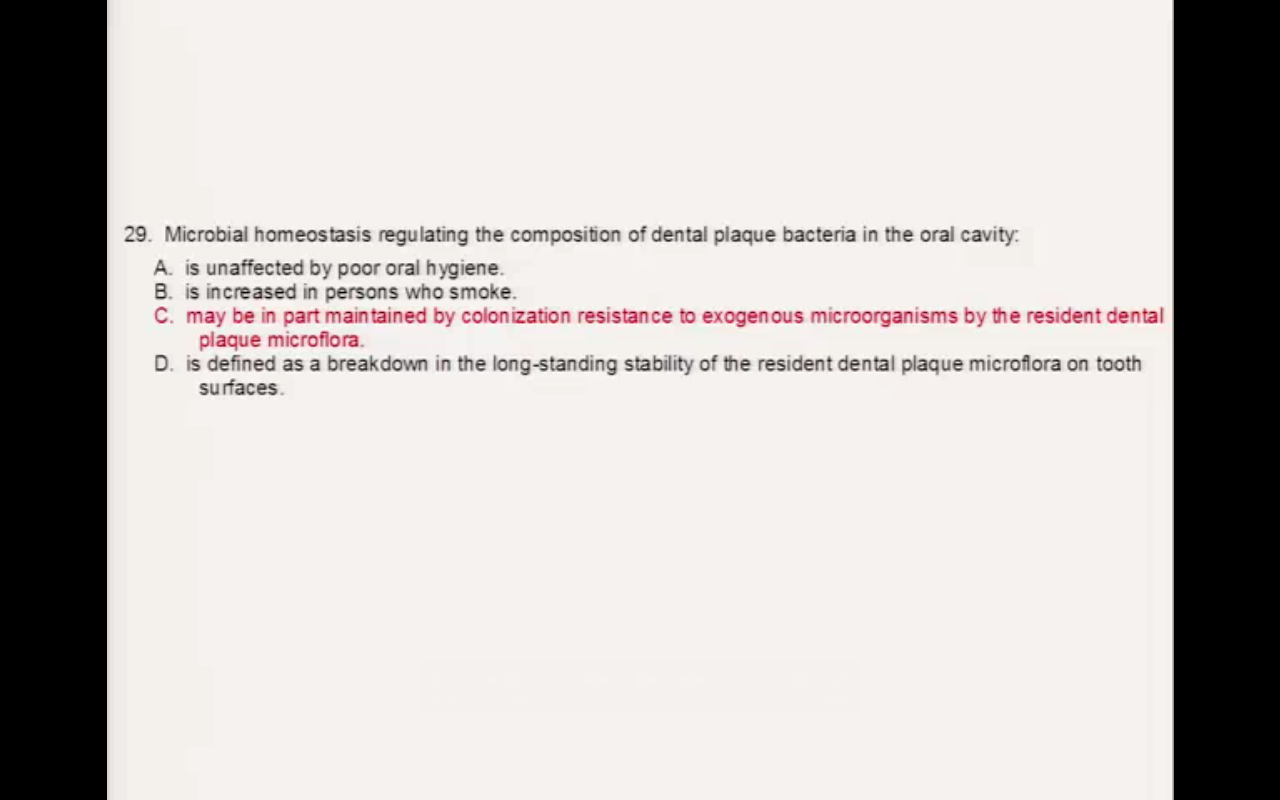 29. Microbial homeostasis regulating the composition of dental plaque bacteria in the oral cavity:
A. is unaffected by poor oral hygiene.
B. is increased in persons who smoke.
C. may be in part maintained by colonization resistance to exogenous microorganisms by the resident dental
plaque microflora.
D. is defined as a breakdown in the long-standing stability of the resident dental plaque microflora on tooth
surfaces.